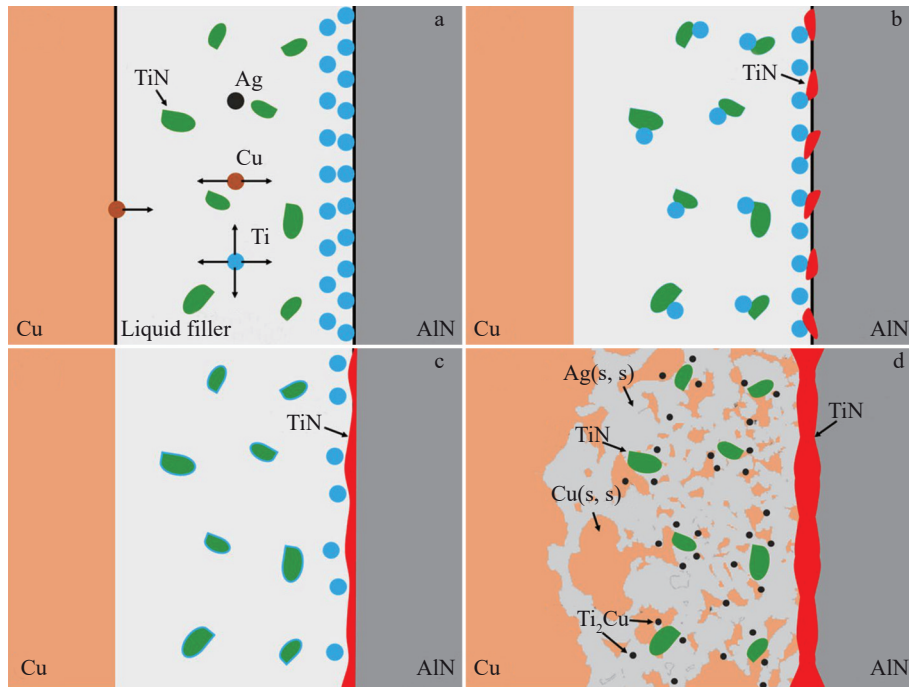 a
TiN
Ag
Cu
Ti
Cu
Liquid filler
AlN
b
TiN
Cu
AlN
c
TiN
Cu
AlN
d
Ag(s, s)
TiN
TiN
Cu(s, s)
Ti₂Cu
Cu
AlN